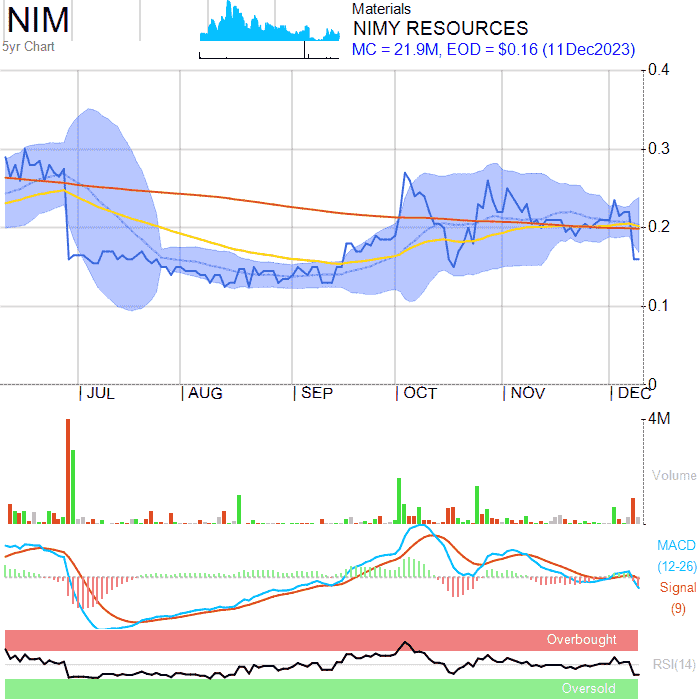 NIM
5yr Chart
Materials
NIMY RESOURCES
MC = 21.9M, EOD = $0.16 (11Dec2023)
0.4
0.3
0.2
0.1
0
JUL AUG SEP OCT NOV DEC
4M
Volume
MACD
(12-26)
Signal
(9)
Overbought
RSI(14)
Oversold